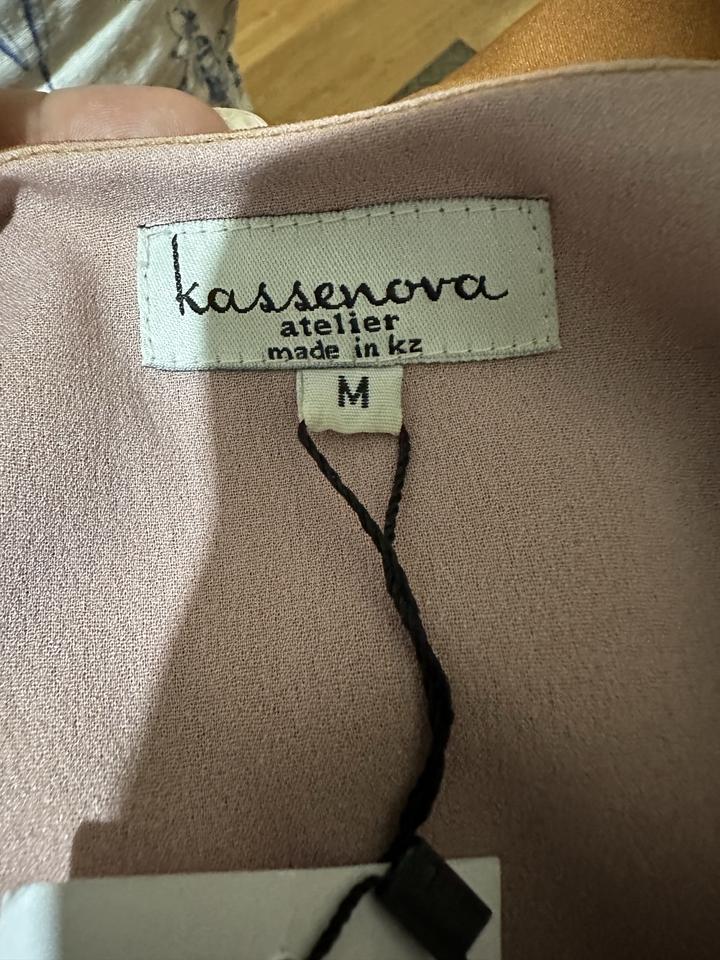 kassenova
atelier
made in kz
M